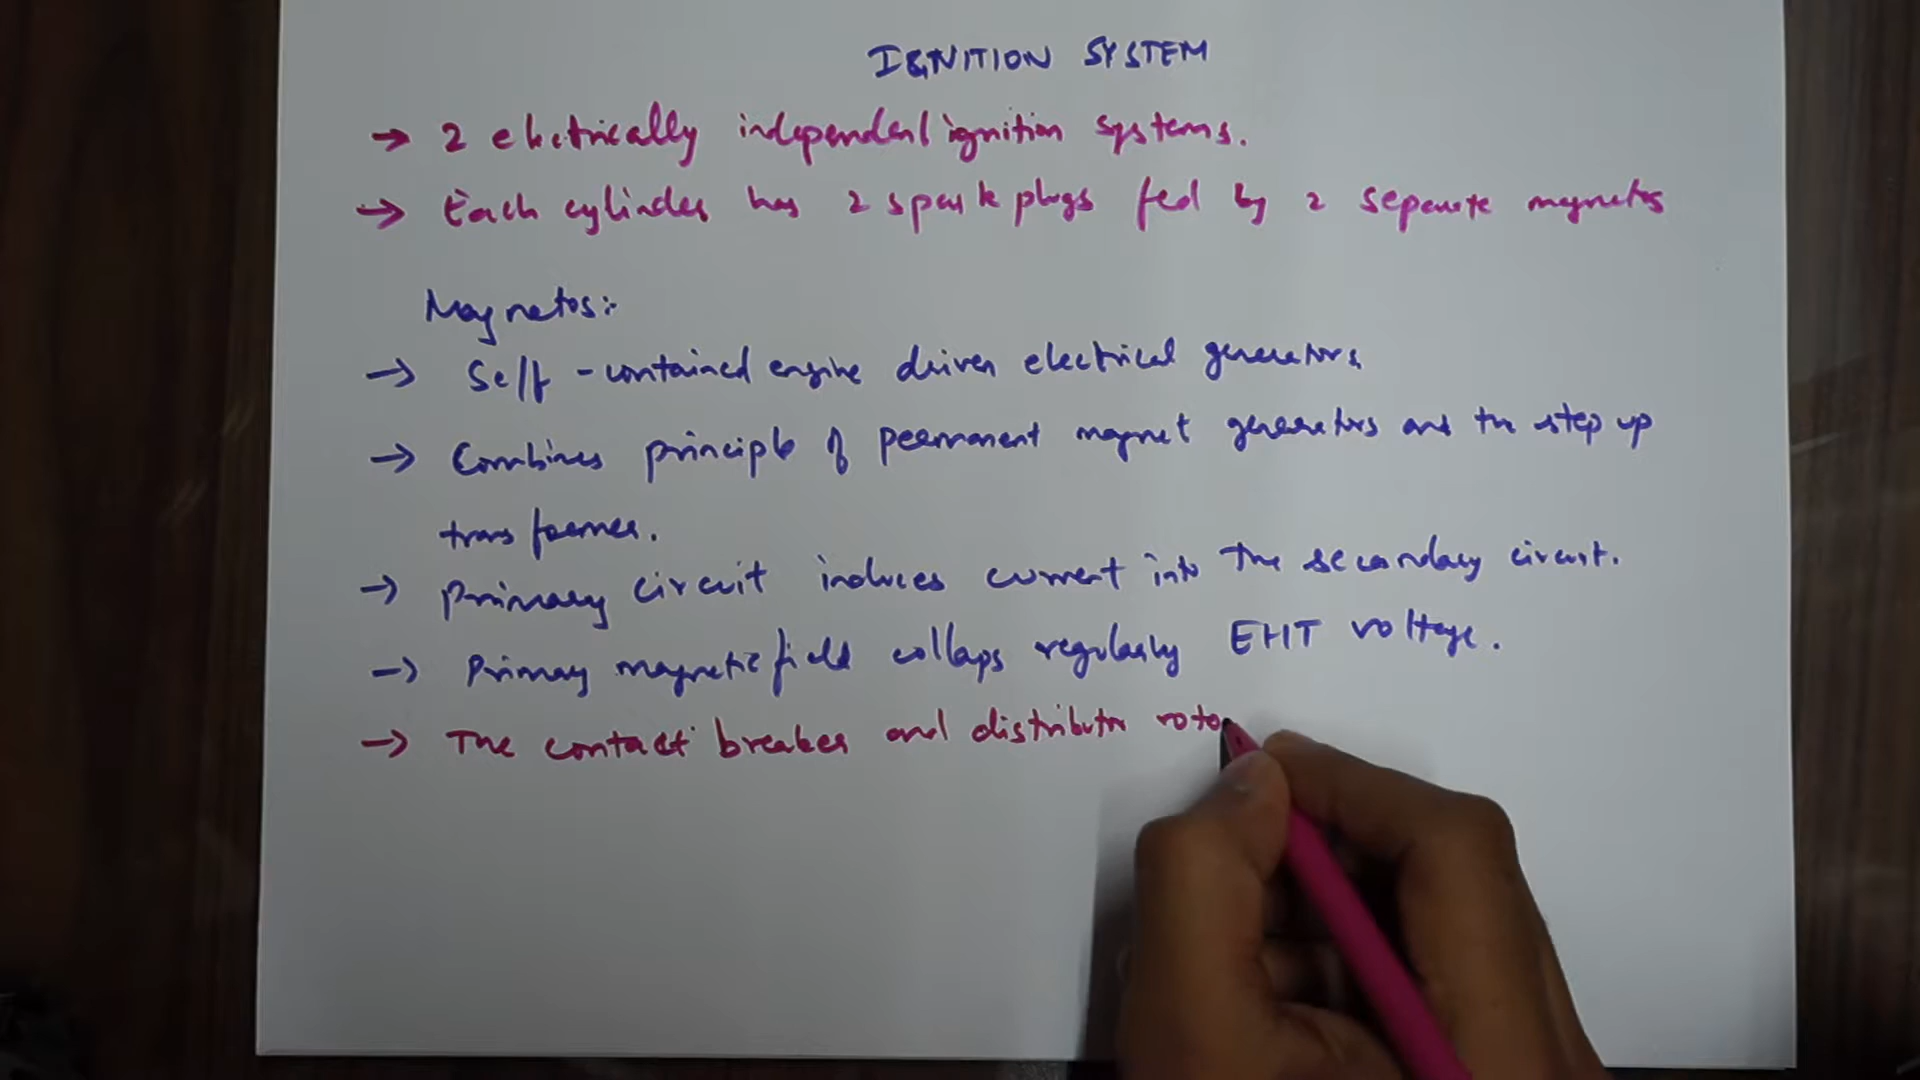 IGNITION SYSTEM
→ 2 electrically independent ignition systems.
→ Each cylinder has 2 spark plugs fed by 2 separate magnetos
Magnetos:
→ Self-contained engine driven electrical generators
→ Combines principle of permanent magnet generators and the step up
transformer.
→ Primary circuit induces current into the secondary circuit.
→ Primary magnetic field collaps regularly EHT voltage.
→ The contact breaker and distributor roto